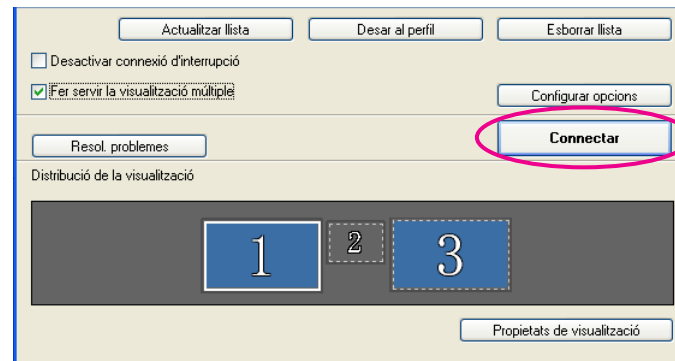 Actualitzar llista Desar al perfil Esborrar llista
Desactivar connexió d'interrupció
Fer servir la visualització múltiple
Configurar opcions
Connectar
Resol. problemes
Distribució de la visualització
1 2 3
Propietats de visualització